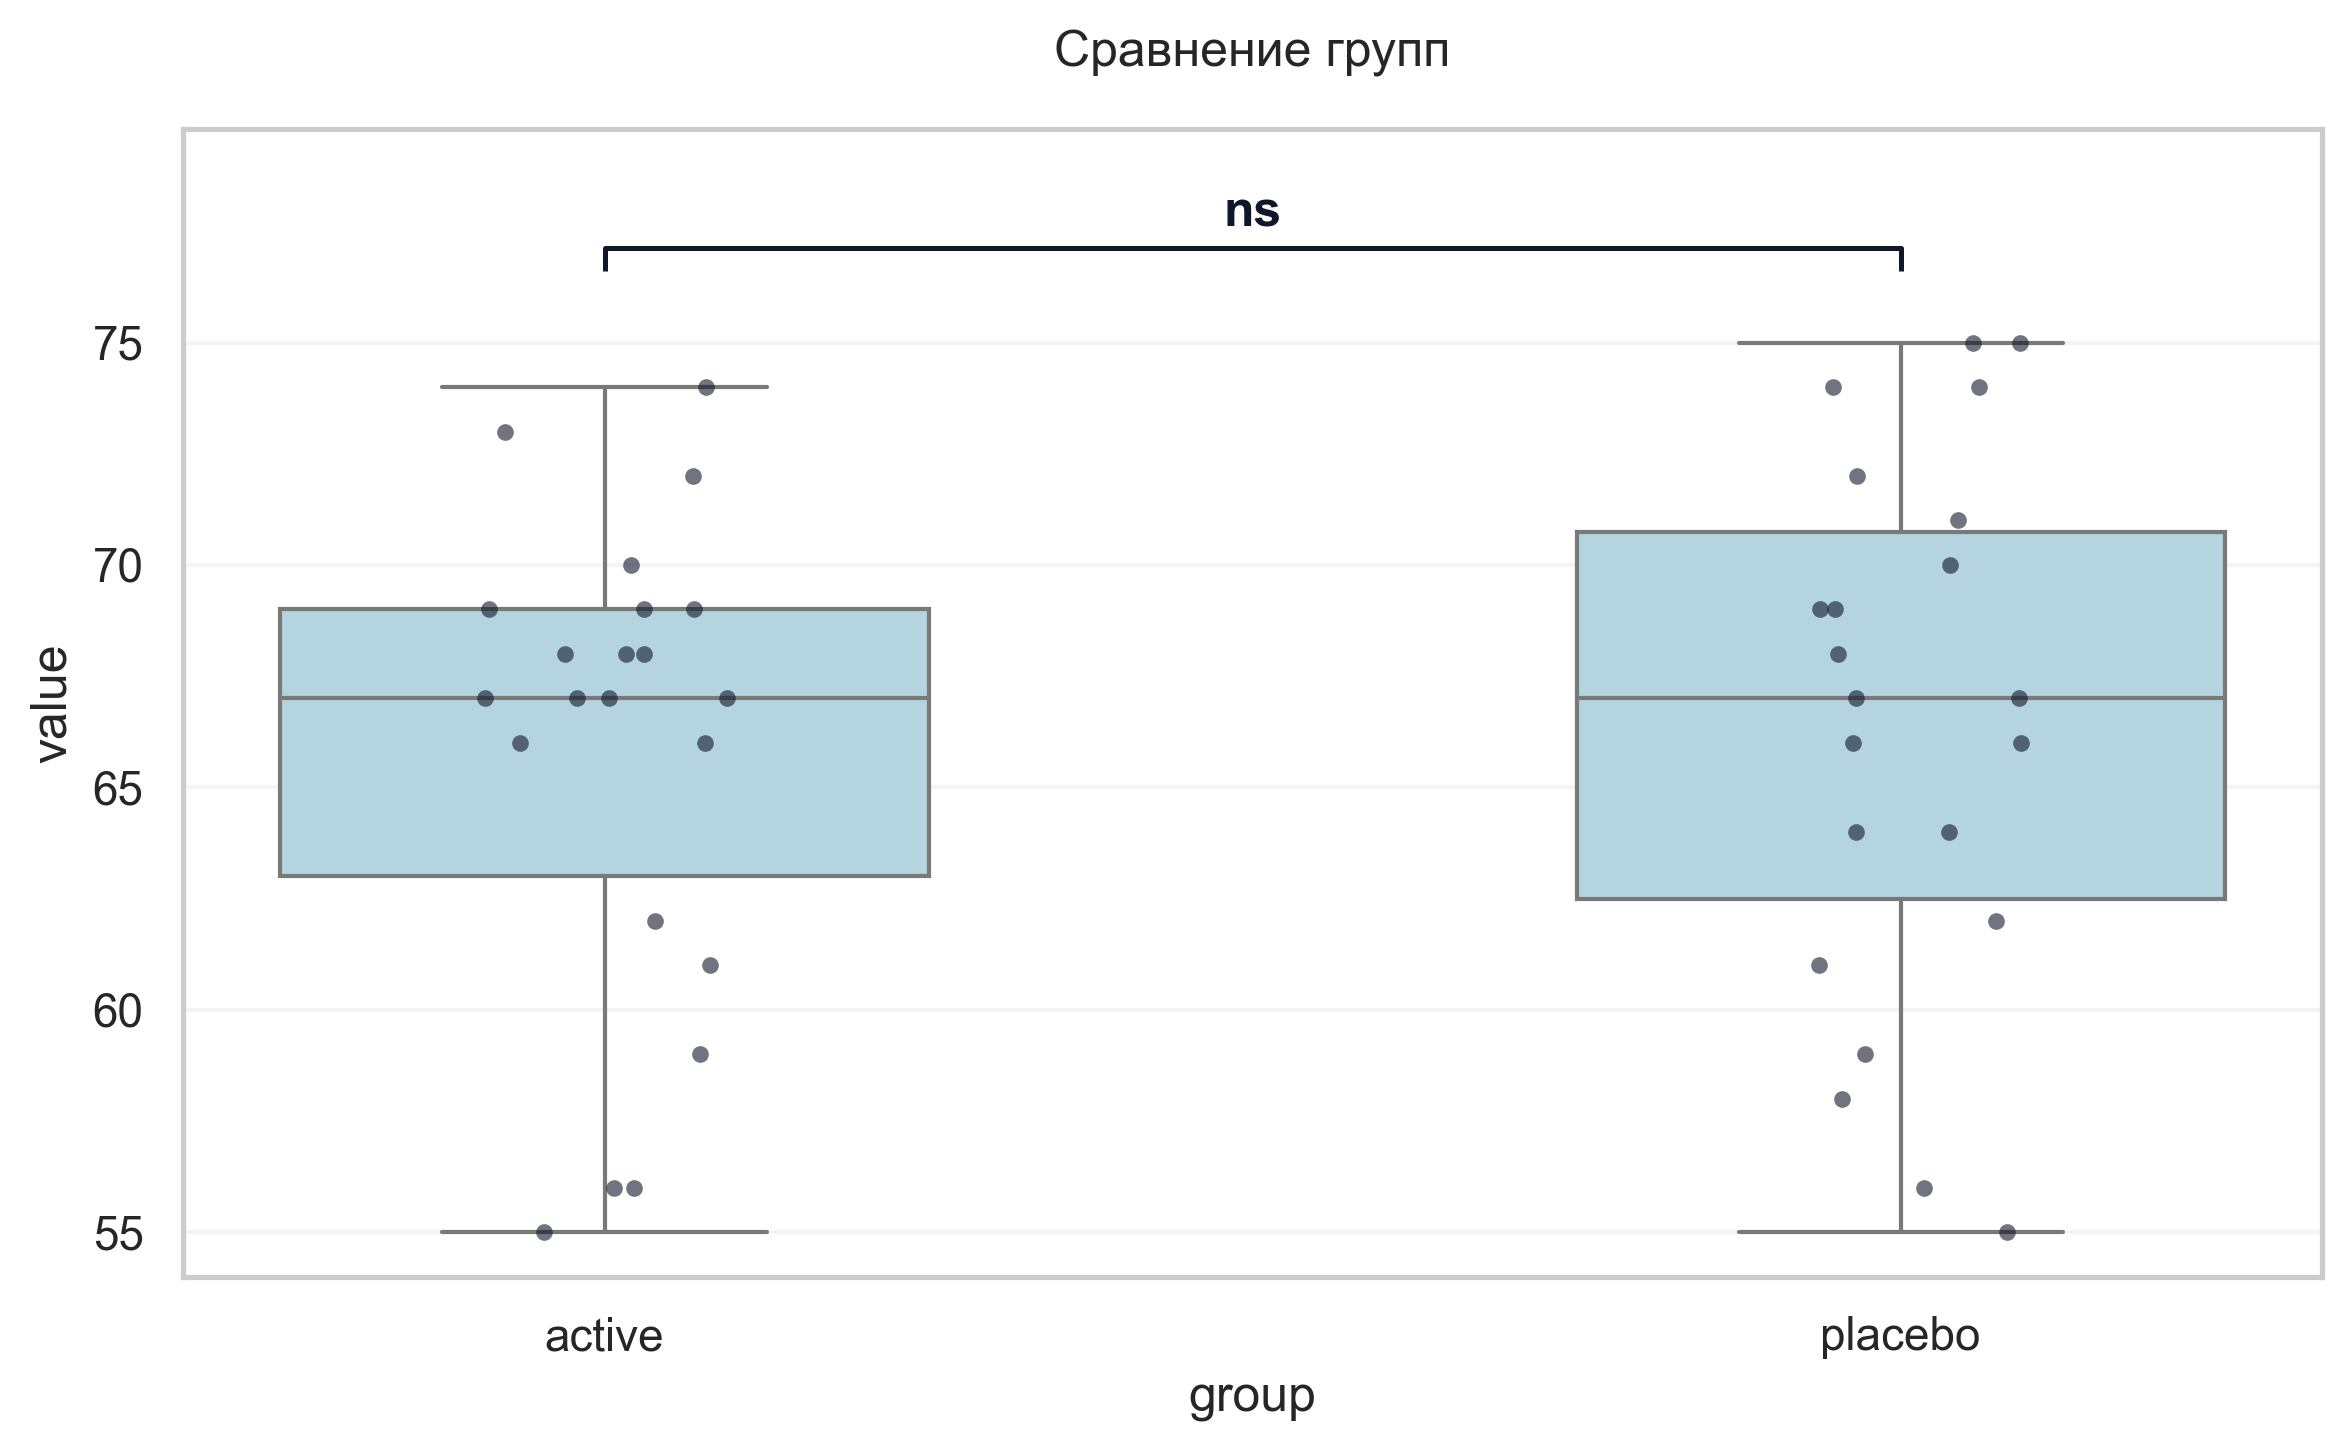 Сравнение групп
ns
75
70
65
60
55
value
active
placebo
group